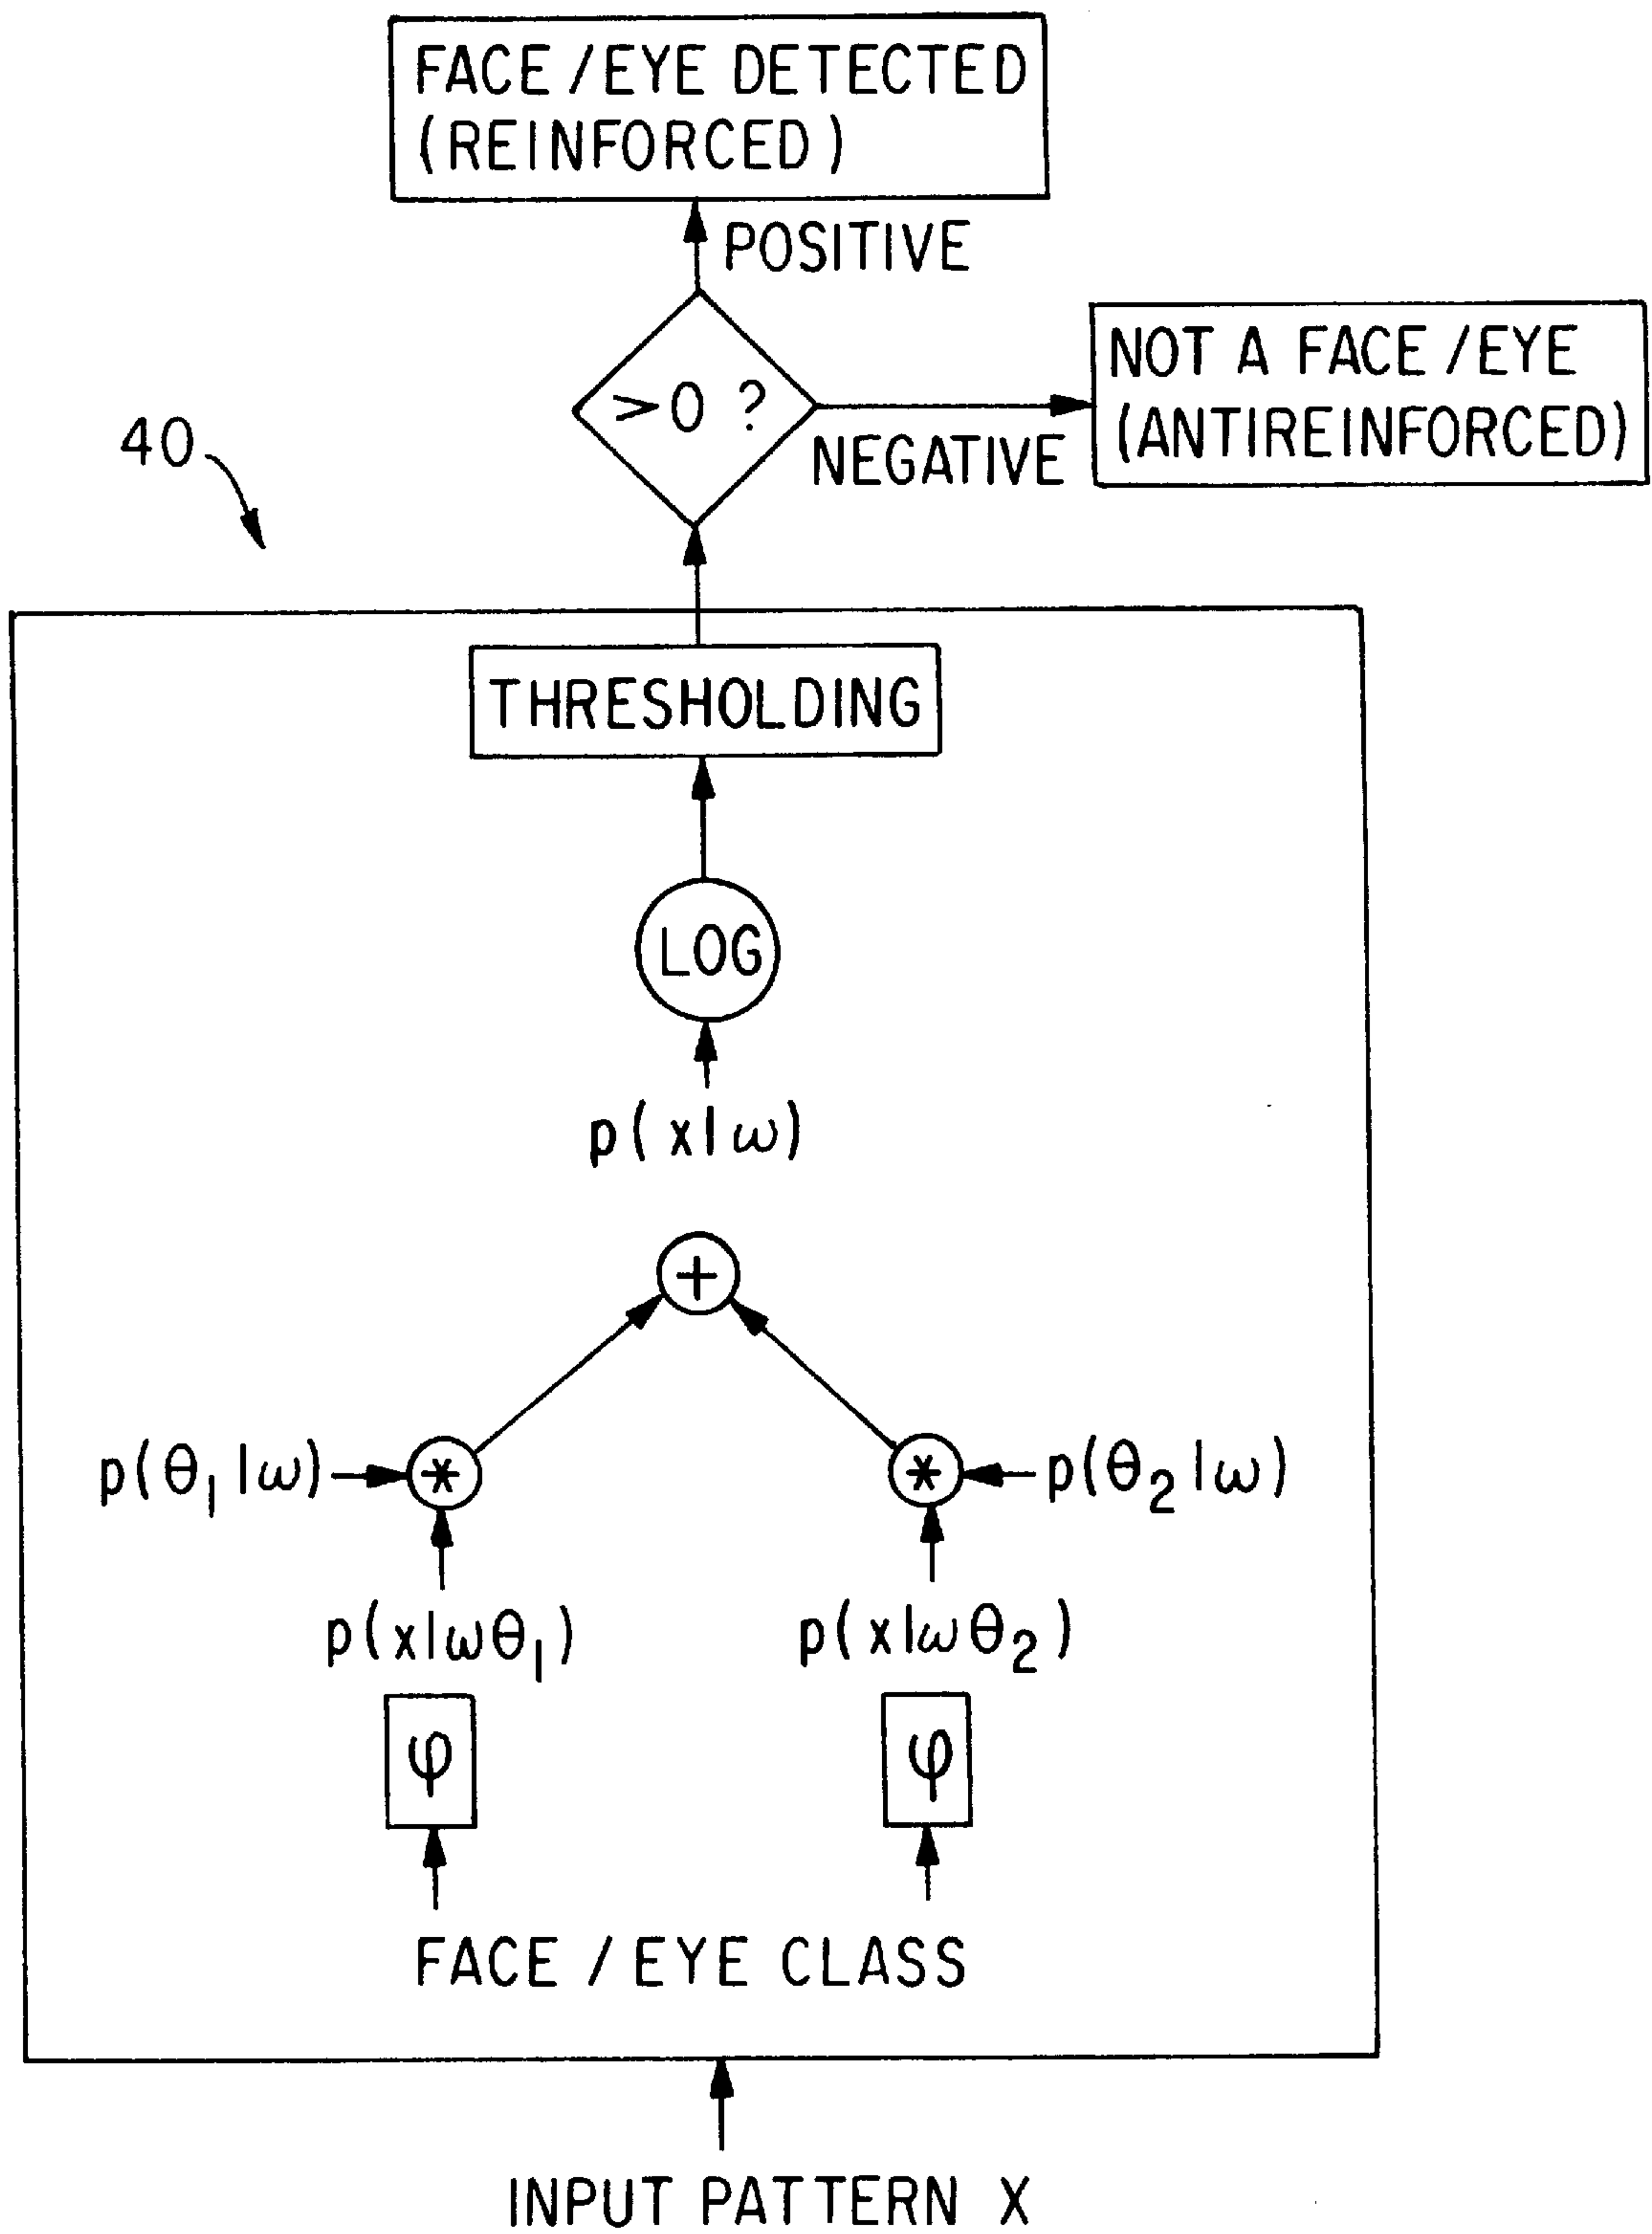 FACE / EYE DETECTED
(REINFORCED)
POSITIVE
> 0 ?
NEGATIVE
NOT A FACE / EYE
(ANTIREINFORCED)
40
THRESHOLDING
LOG
p(x|ω)
+
p(θ₁|ω)
*
*
p(θ₂|ω)
p(x|ωθ₁)
p(x|ωθ₂)
φ
φ
FACE / EYE CLASS
INPUT PATTERN X